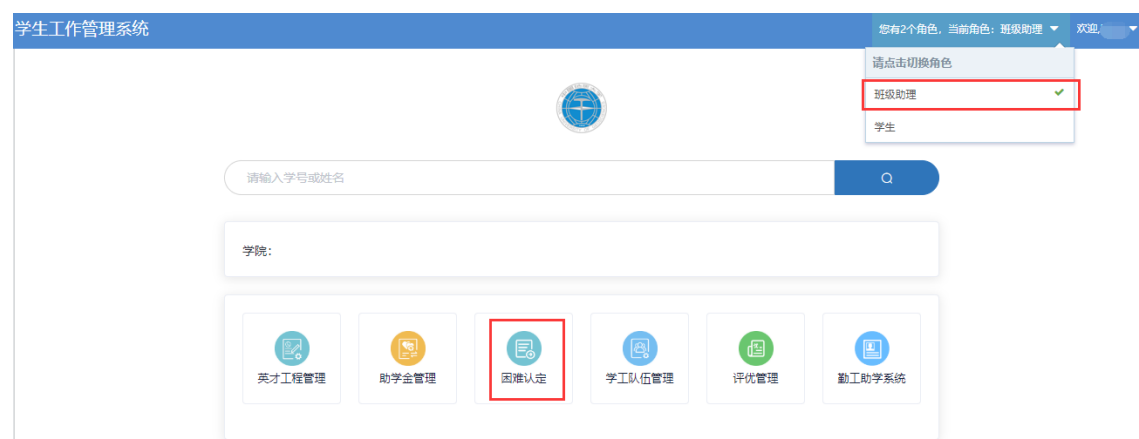 学生工作管理系统
您有2个角色，当前角色：班级助理
欢迎,
请点击切换角色
班级助理
学生
请输入学号或姓名
学院：
英才工程管理
助学金管理
困难认定
学工队伍管理
评优管理
勤工助学系统